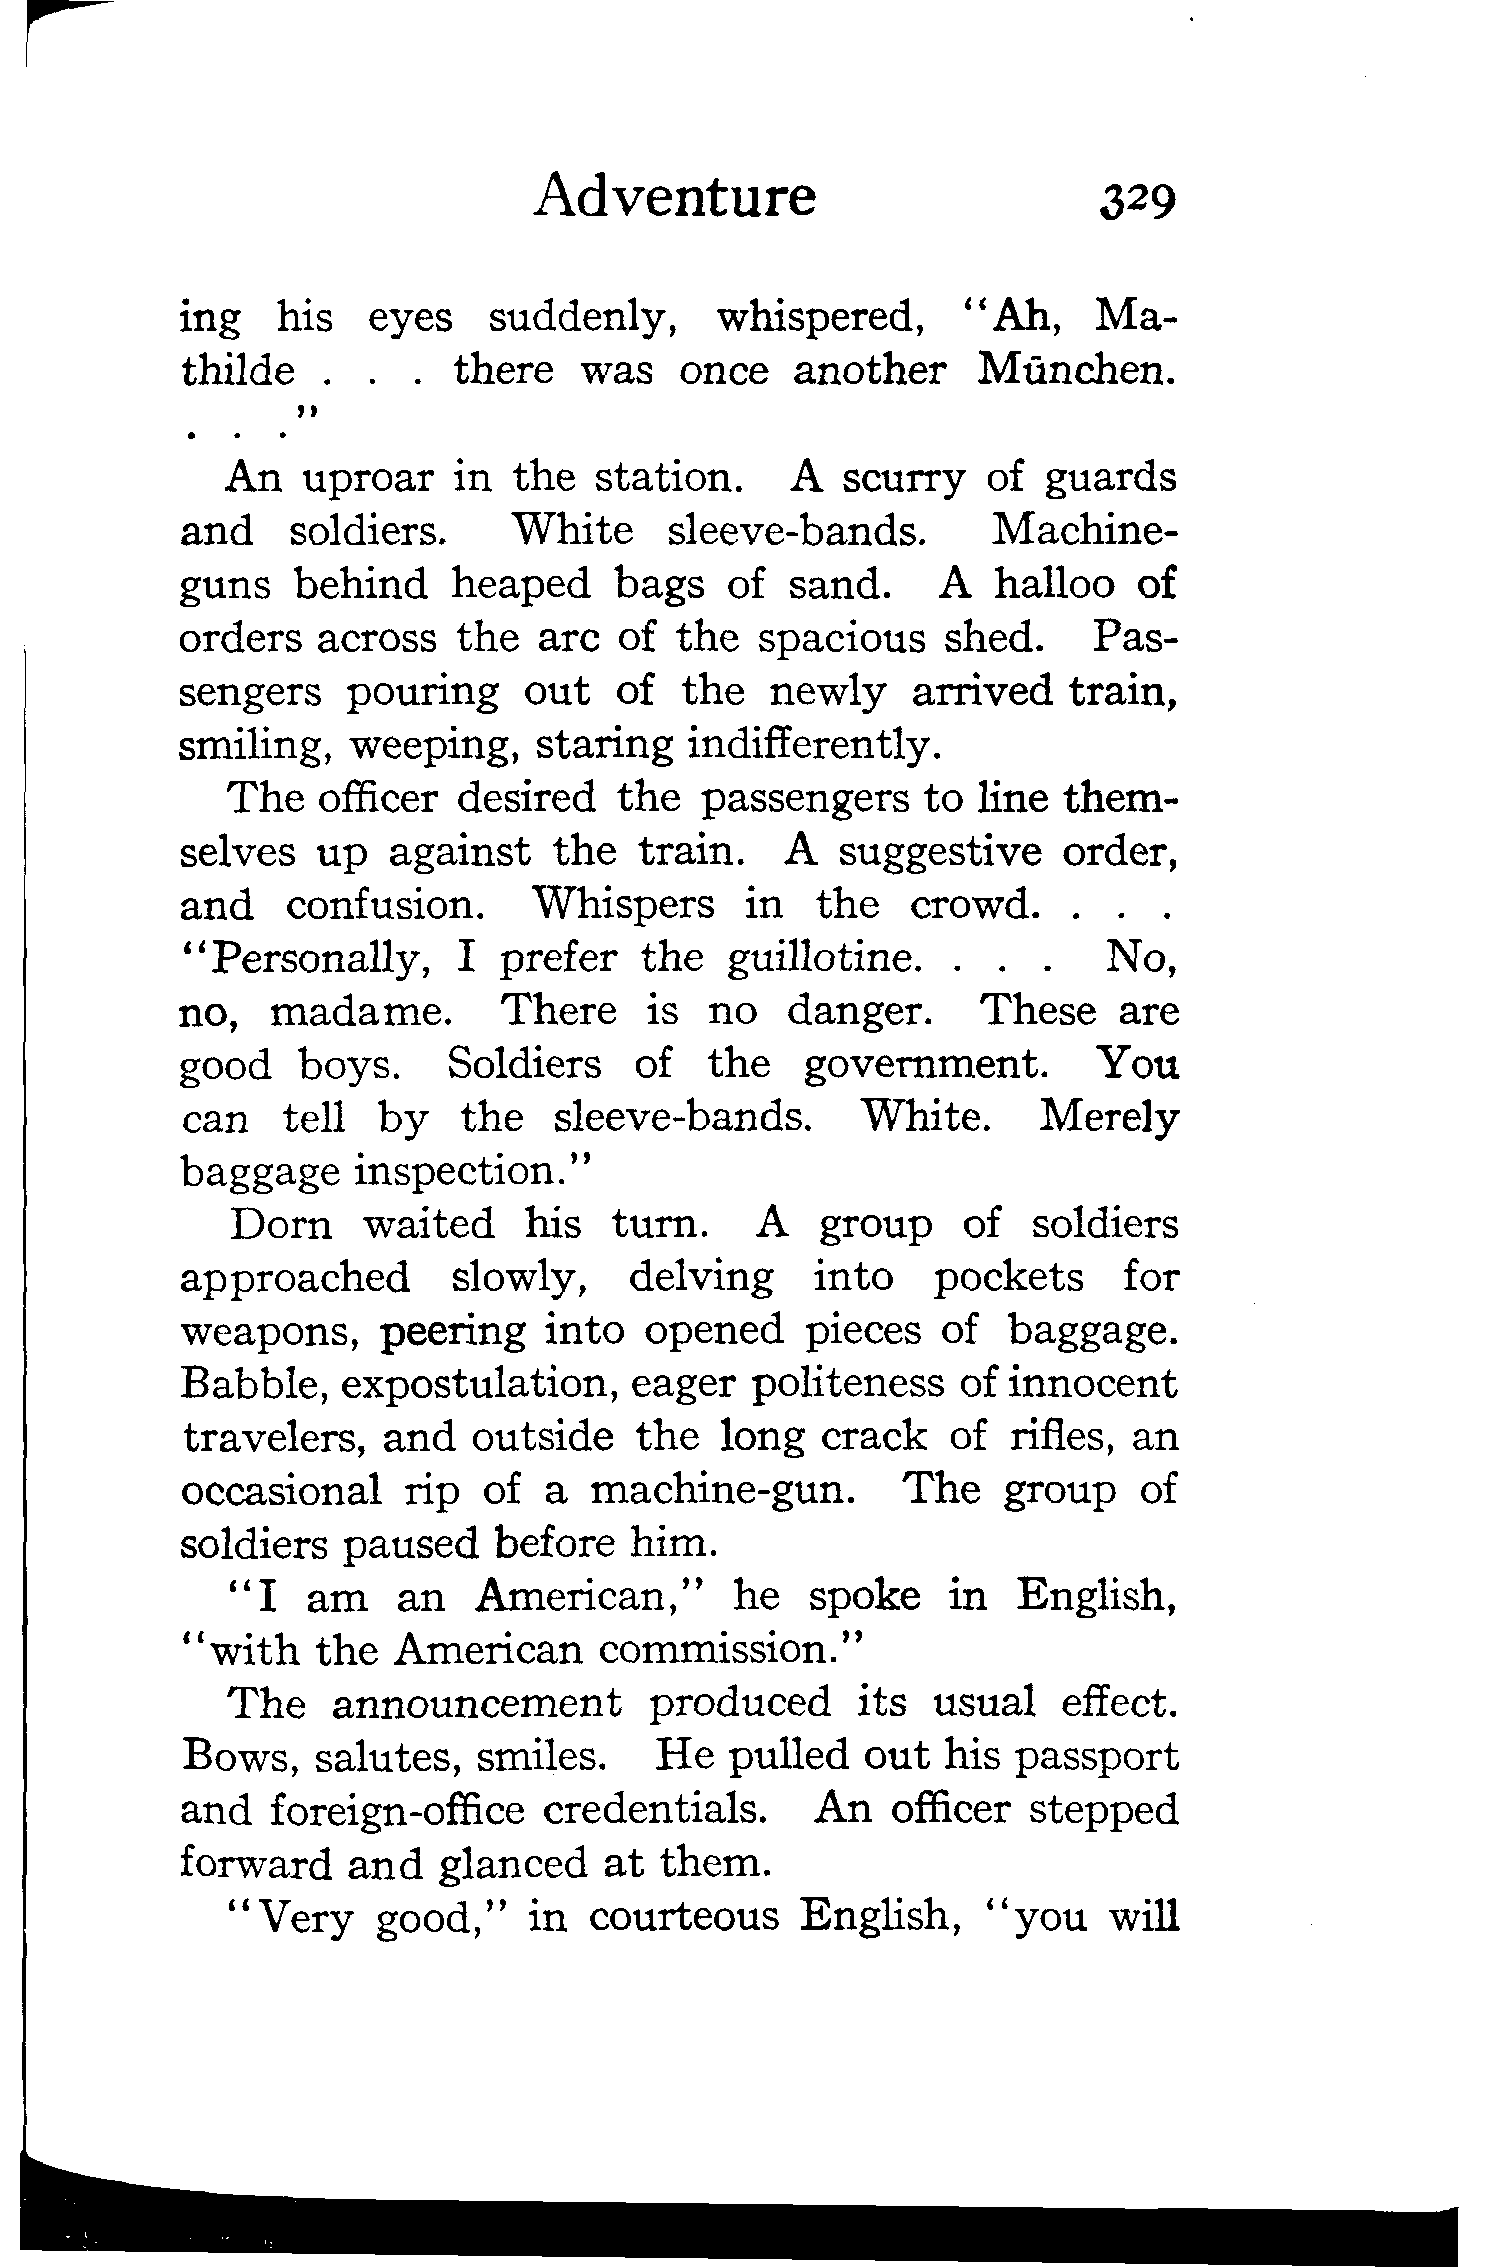 Adventure 329
ing his eyes suddenly, whispered, "Ah, Ma-
thilde . . . there was once another München.
. . ."
An uproar in the station. A scurry of guards
and soldiers. White sleeve-bands. Machine-
guns behind heaped bags of sand. A halloo of
orders across the arc of the spacious shed. Pas-
sengers pouring out of the newly arrived train,
smiling, weeping, staring indifferently.
The officer desired the passengers to line them-
selves up against the train. A suggestive order,
and confusion. Whispers in the crowd. . . .
"Personally, I prefer the guillotine. . . . No,
no, madame. There is no danger. These are
good boys. Soldiers of the government. You
can tell by the sleeve-bands. White. Merely
baggage inspection."
Dorn waited his turn. A group of soldiers
approached slowly, delving into pockets for
weapons, peering into opened pieces of baggage.
Babble, expostulation, eager politeness of innocent
travelers, and outside the long crack of rifles, an
occasional rip of a machine-gun. The group of
soldiers paused before him.
"I am an American," he spoke in English,
"with the American commission."
The announcement produced its usual effect.
Bows, salutes, smiles. He pulled out his passport
and foreign-office credentials. An officer stepped
forward and glanced at them.
"Very good," in courteous English, "you will